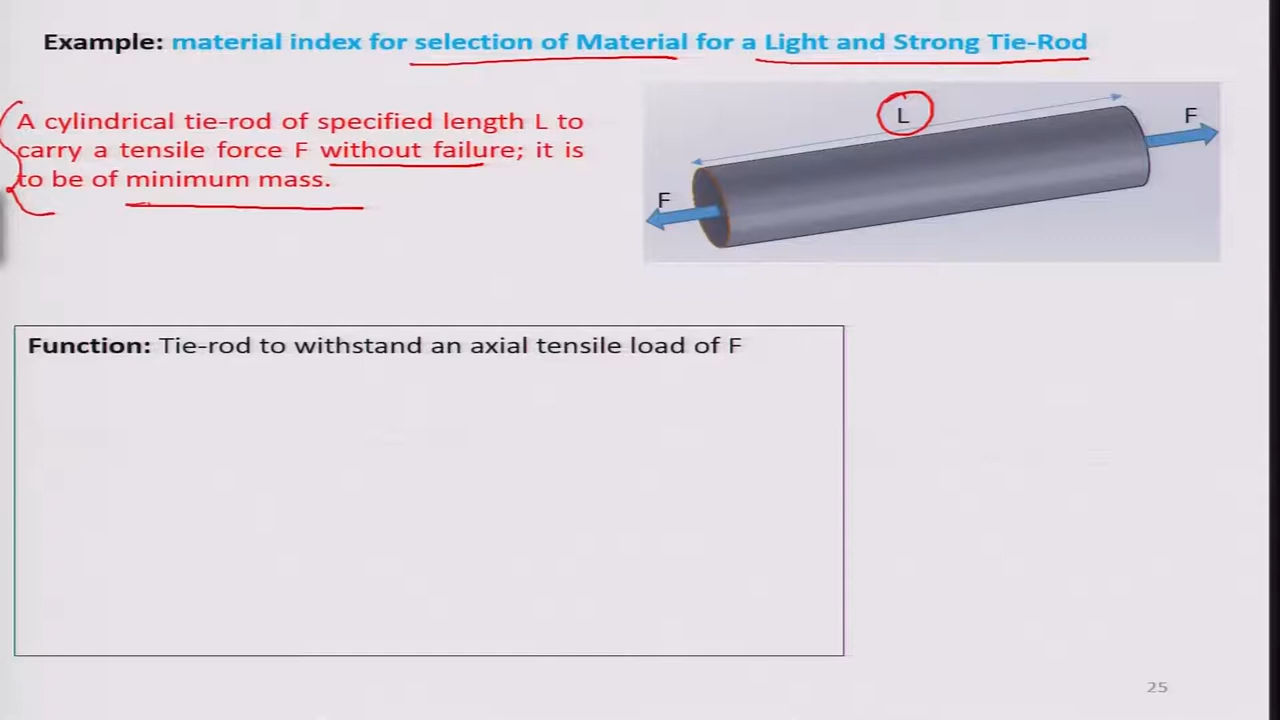 Example: material index for selection of Material for a Light and Strong Tie-Rod
A cylindrical tie-rod of specified length L to
carry a tensile force F without failure; it is
to be of minimum mass.
L
F
F
Function: Tie-rod to withstand an axial tensile load of F
25